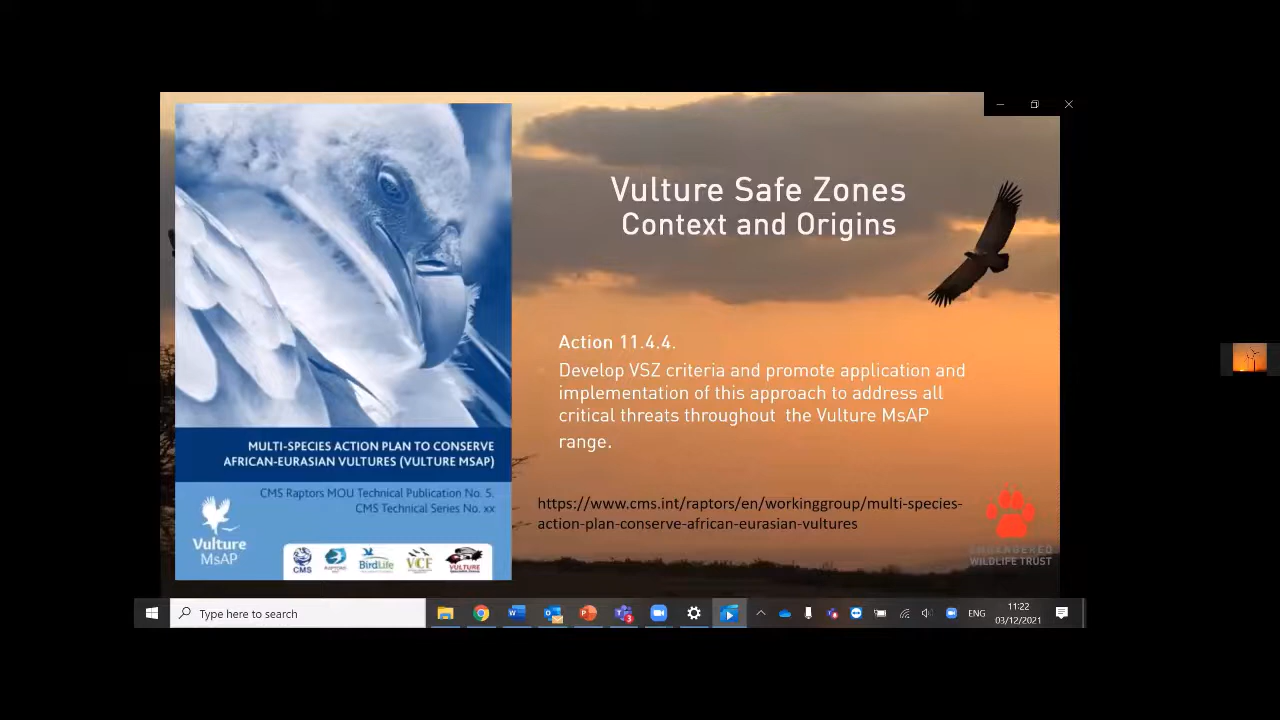 Vulture Safe Zones
Context and Origins
Action 11.4.4.
Develop VSZ criteria and promote application and
implementation of this approach to address all
critical threats throughout the Vulture MsAP
range.
https://www.cms.int/raptors/en/workinggroup/multi-species-
action-plan-conserve-african-eurasian-vultures
MULTI-SPECIES ACTION PLAN TO CONSERVE
AFRICAN-EURASIAN VULTURES (VULTURE MSAP)
CMS Raptors MOU Technical Publication No. 5.
CMS Technical Series No. xx
Vulture
MsAP
CMS
BirdLife
VCF
VULTURE
ENDANGERED
WILDLIFE TRUST
Type here to search
ENG
11:22
03/12/2021